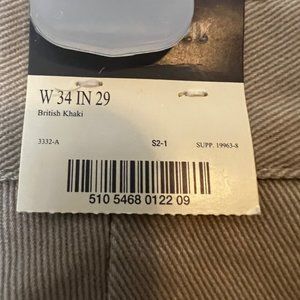 W 34 IN 29
British Khaki
3332-A S2-1 SUPP. 19963-8
510 5468 0122 09